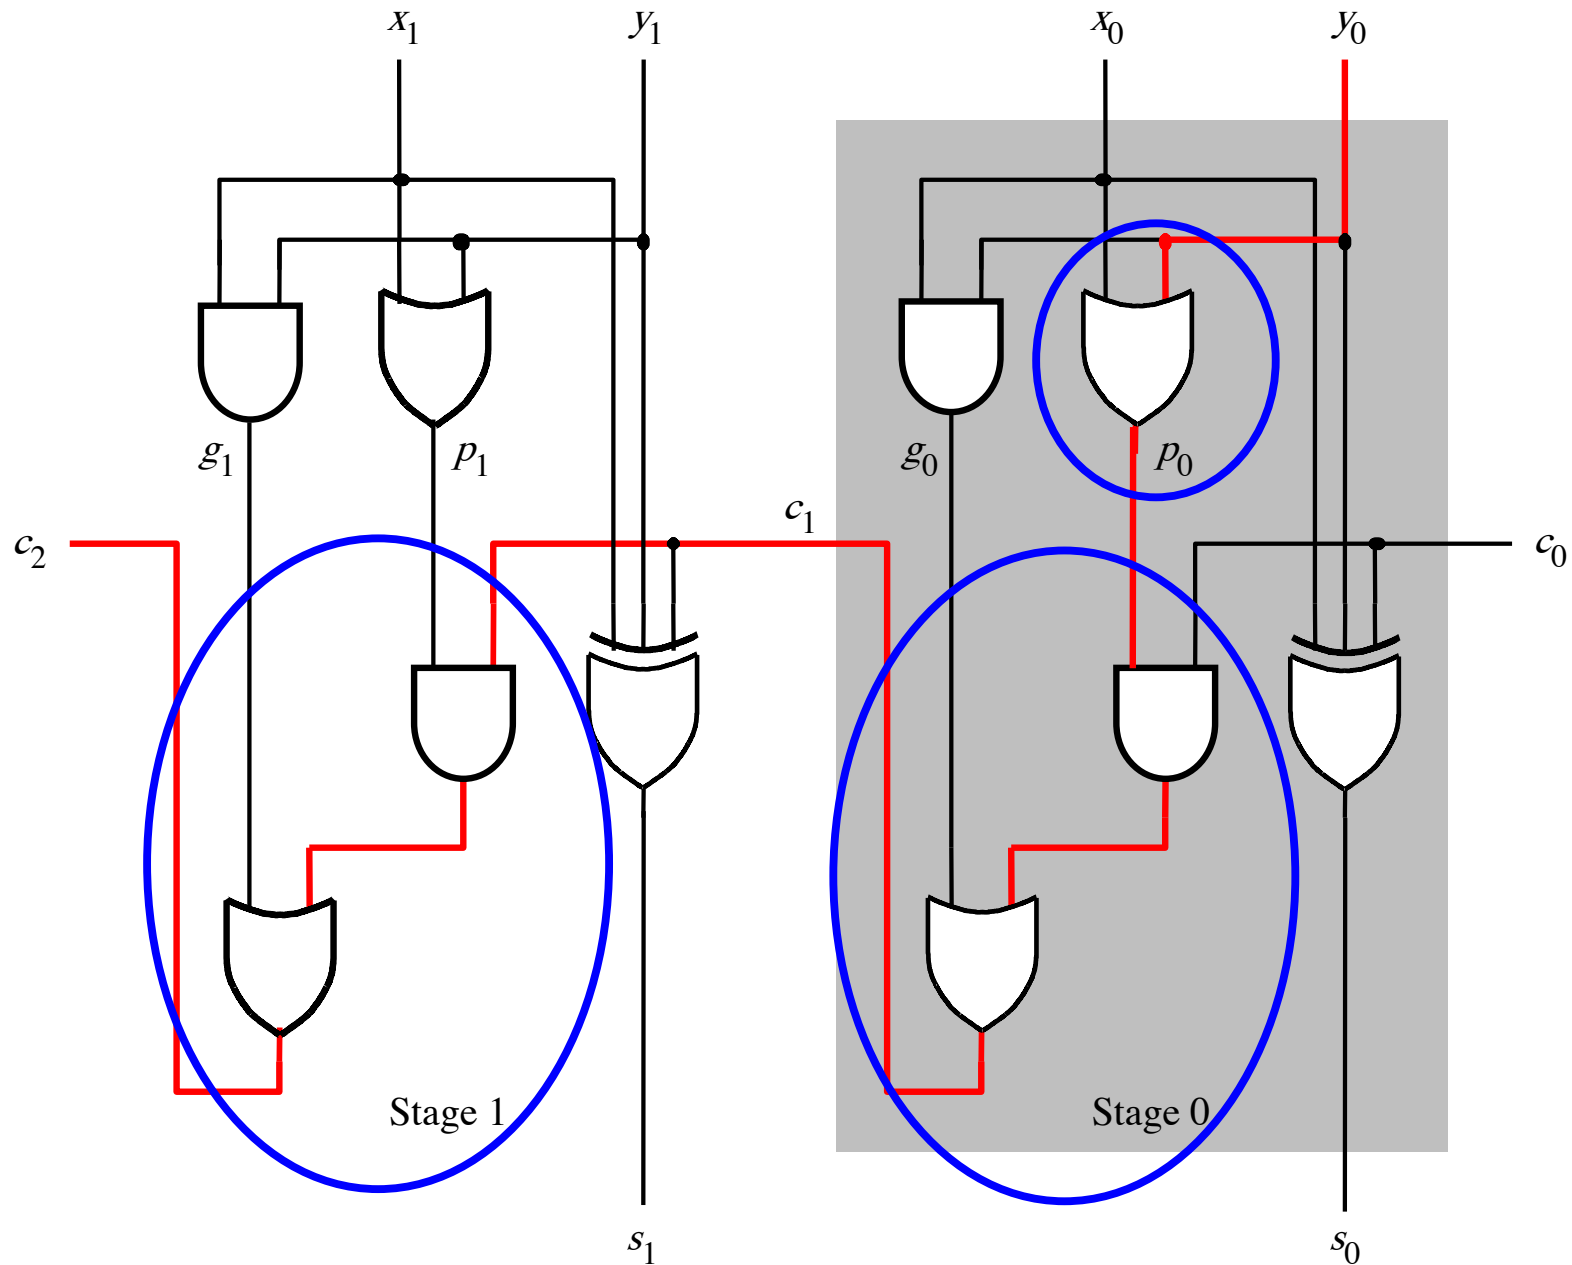 x₁ y₁ x₀ y₀
g₁ p₁ g₀ p₀
c₂ c₁ c₀
Stage 1 Stage 0
s₁ s₀